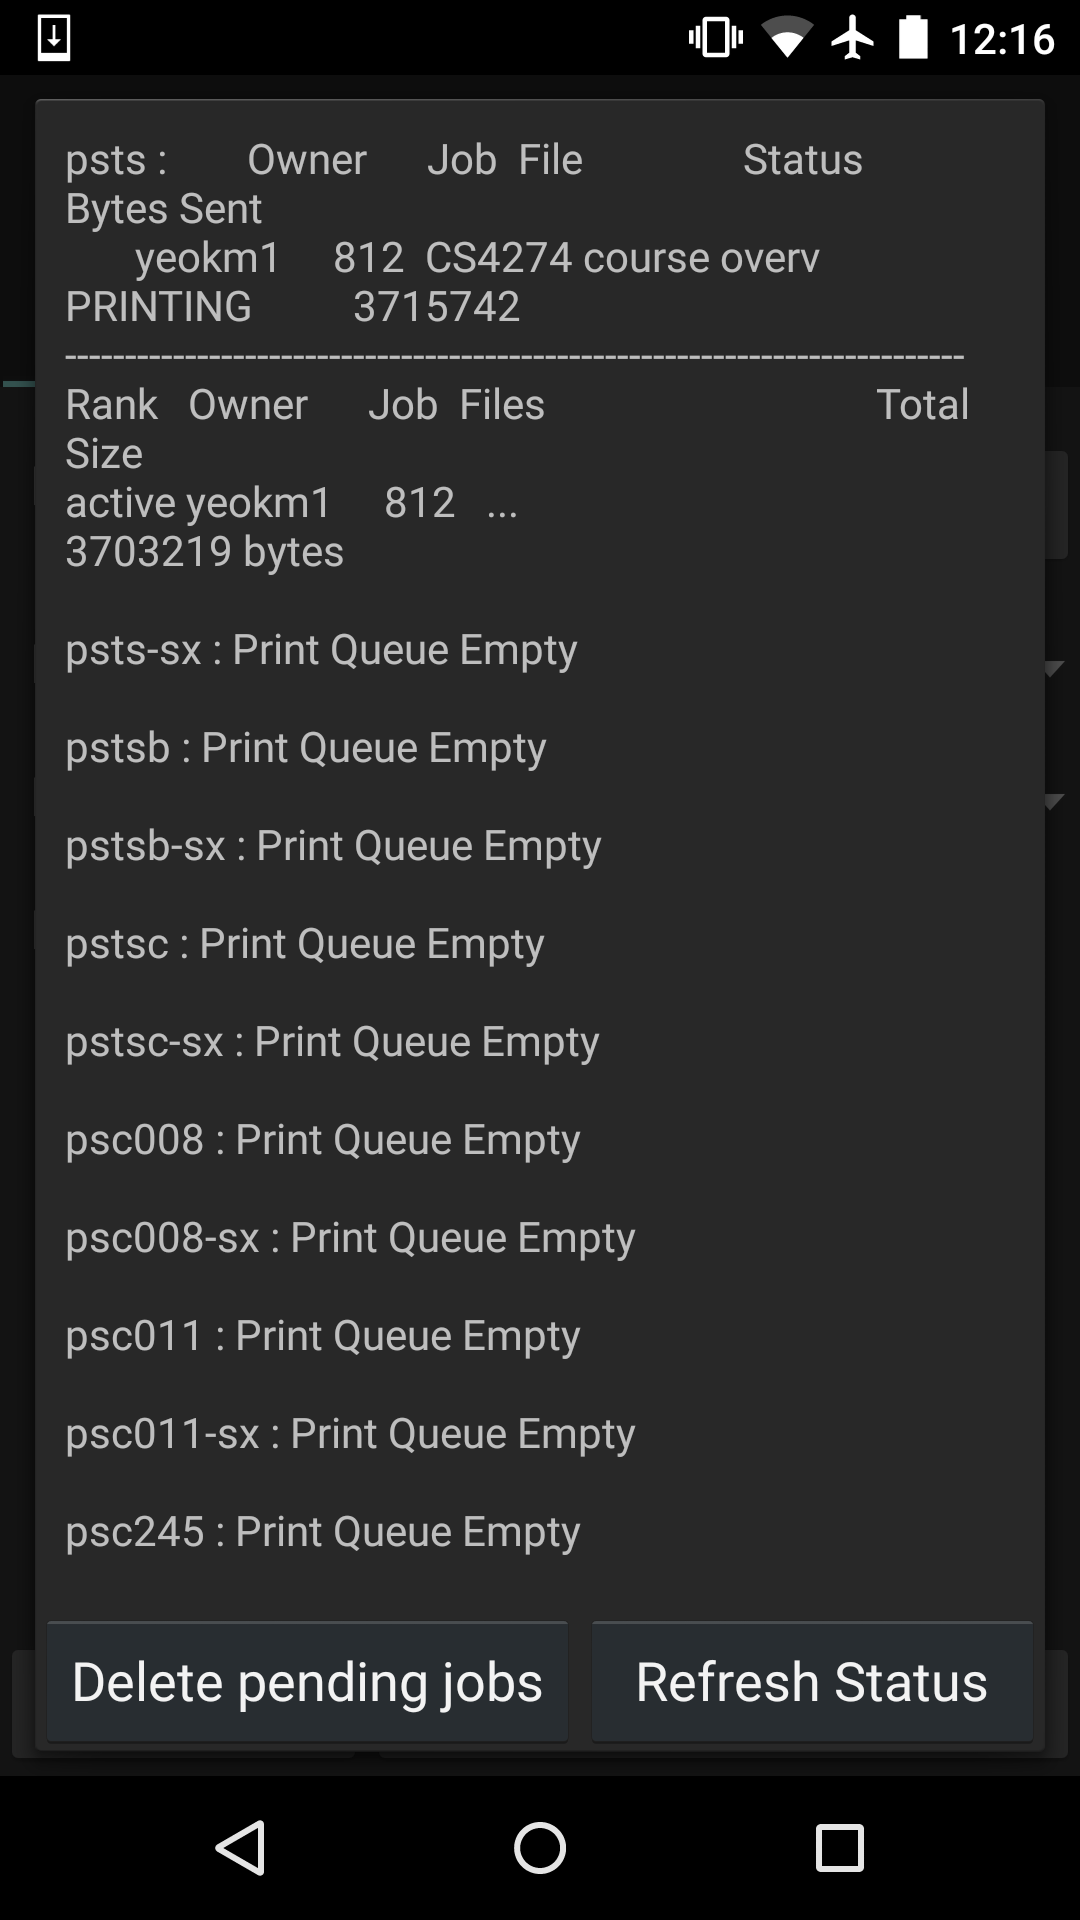 12:16
psts : Owner Job File Status
Bytes Sent
yeokm1 812 CS4274 course overv
PRINTING 3715742
---------------------------------------------------------------------------
Rank Owner Job Files Total
Size
active yeokm1 812 ...
3703219 bytes
psts-sx : Print Queue Empty
pstsb : Print Queue Empty
pstsb-sx : Print Queue Empty
pstsc : Print Queue Empty
pstsc-sx : Print Queue Empty
psc008 : Print Queue Empty
psc008-sx : Print Queue Empty
psc011 : Print Queue Empty
psc011-sx : Print Queue Empty
psc245 : Print Queue Empty
Delete pending jobs Refresh Status